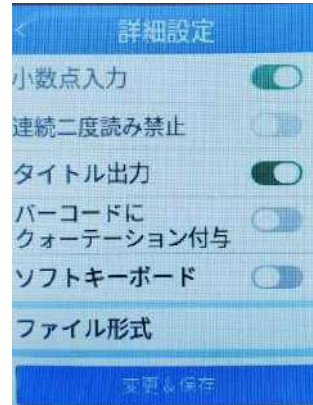 詳細設定
小数点入力
連続二度読み禁止
タイトル出力
バーコードに
クォーテーション付与
ソフトキーボード
ファイル形式
変更&保存